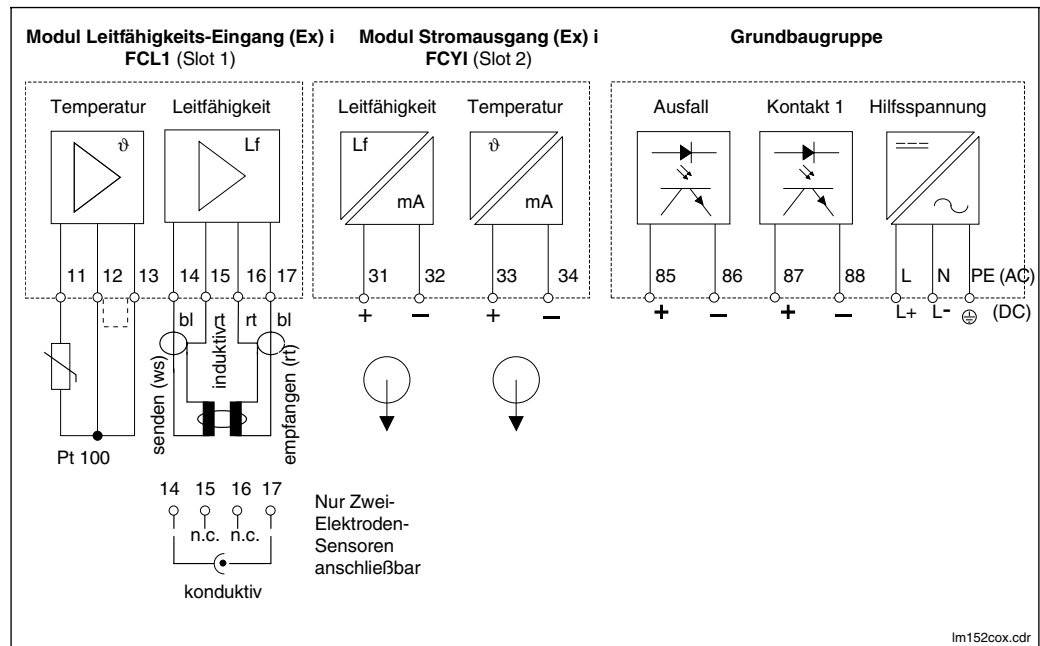 Modul Leitfähigkeits-Eingang (Ex) i
FCL1 (Slot 1)
Modul Stromausgang (Ex) i
FCYI (Slot 2)
Grundbaugruppe
Temperatur
Leitfähigkeit
Leitfähigkeit
Temperatur
Ausfall
Kontakt 1
Hilfsspannung
ϑ
Lf
Lf
mA
ϑ
mA
11 12 13 14 15 16 17
31 32 33 34
85 86 87 88 L N PE (AC)
+ − + −
+ − + − L+ L- (DC)
bl rt rt bl
senden (ws)
induktiv
empfangen (rt)
Pt 100
14 15 16 17
n.c. n.c.
konduktiv
Nur Zwei-
Elektroden-
Sensoren
anschließbar
lm152cox.cdr